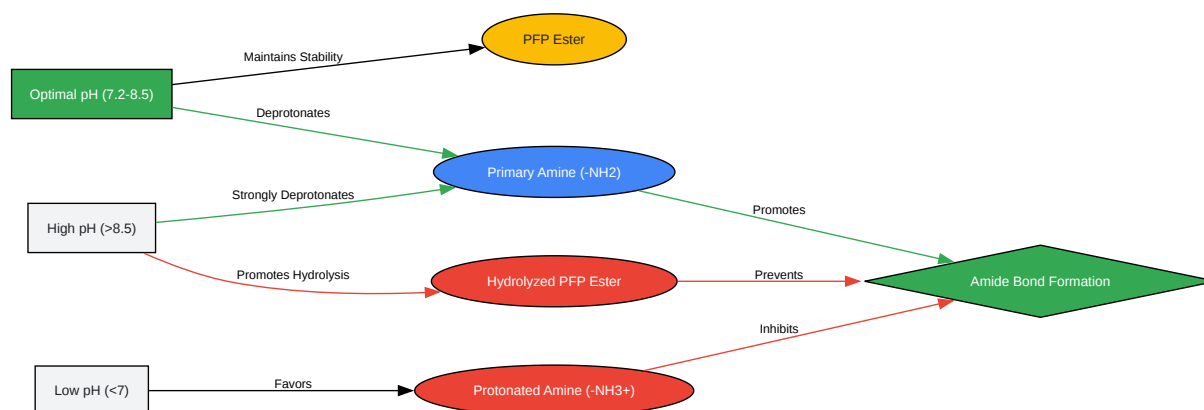 PFP Ester
Maintains Stability
Optimal pH (7.2-8.5)
Deprotonates
Primary Amine (-NH2)
Strongly Deprotonates
Promotes
High pH (>8.5)
Promotes Hydrolysis
Hydrolyzed PFP Ester
Prevents
Amide Bond Formation
Inhibits
Low pH (<7)
Favors
Protonated Amine (-NH3+)